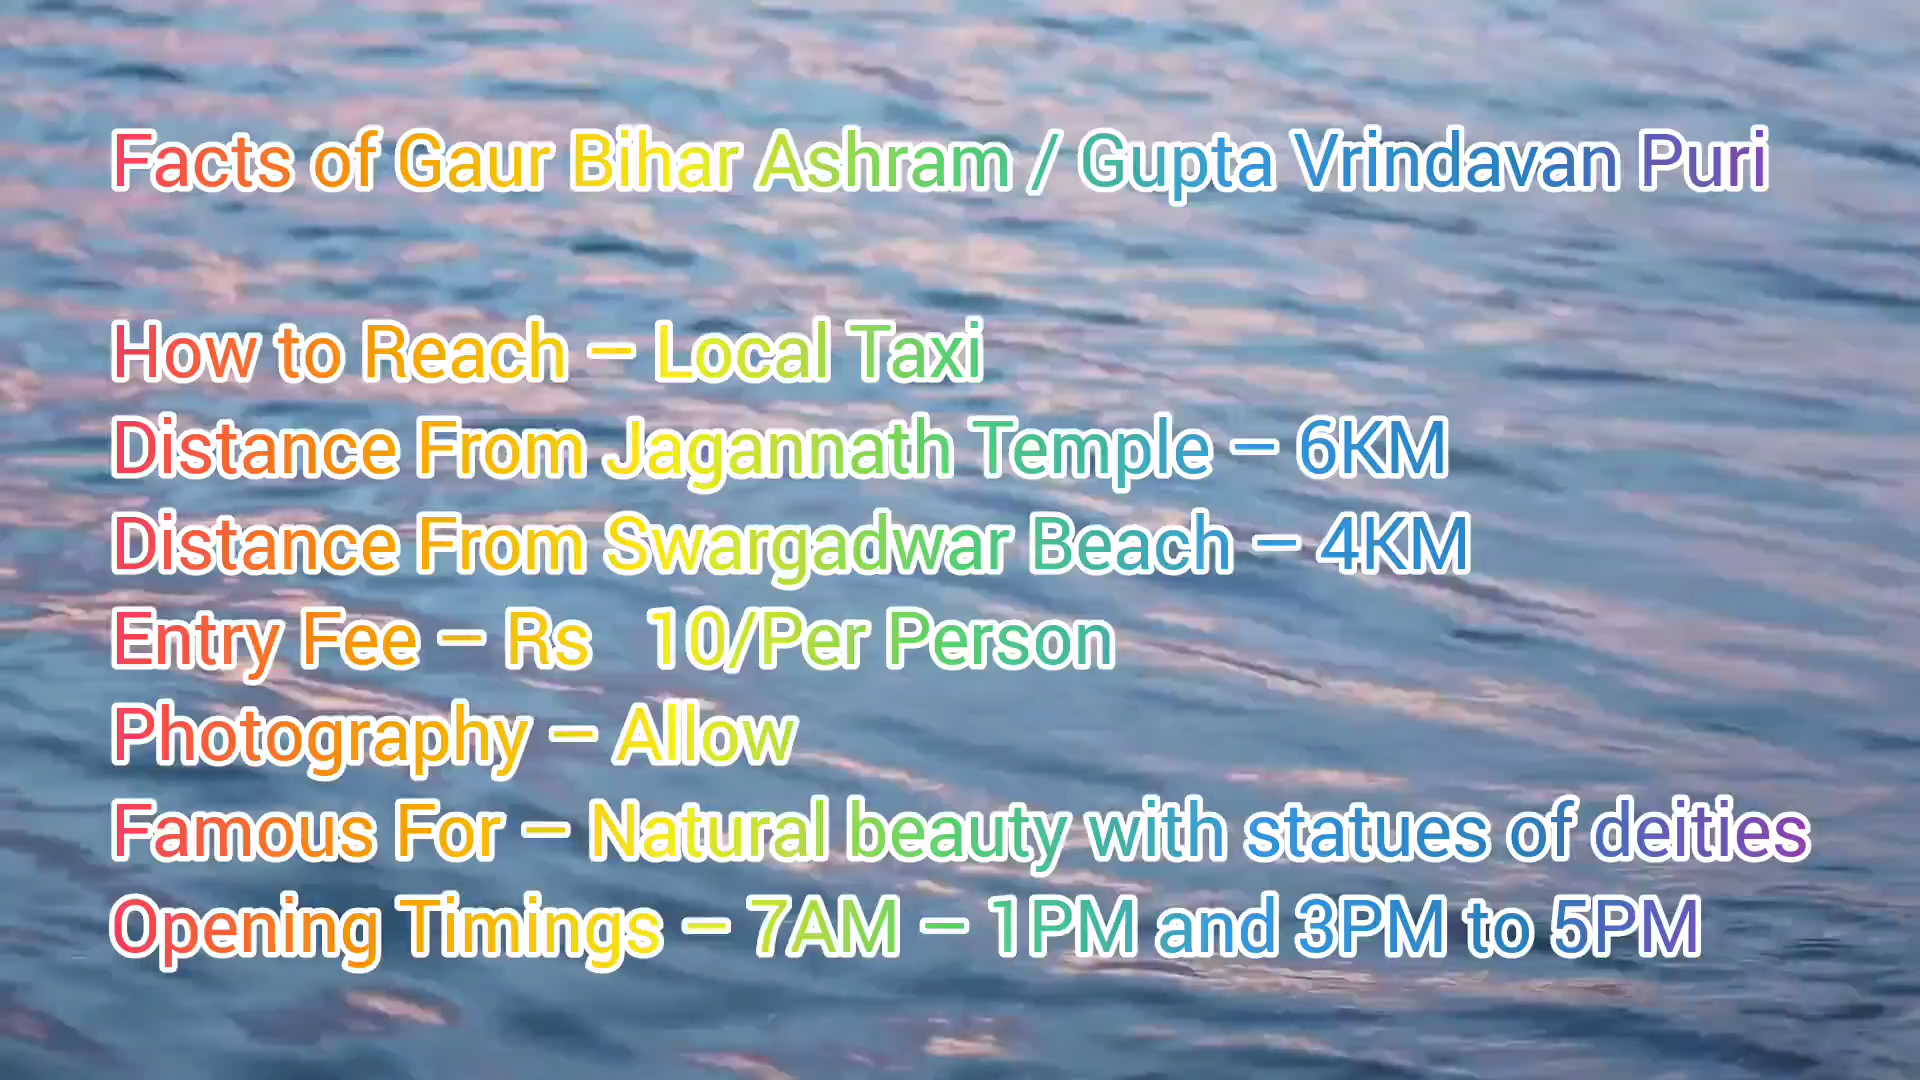 Facts of Gaur Bihar Ashram / Gupta Vrindavan Puri
How to Reach – Local Taxi
Distance From Jagannath Temple – 6KM
Distance From Swargadwar Beach – 4KM
Entry Fee – Rs 10/Per Person
Photography – Allow
Famous For – Natural beauty with statues of deities
Opening Timings – 7AM – 1PM and 3PM to 5PM